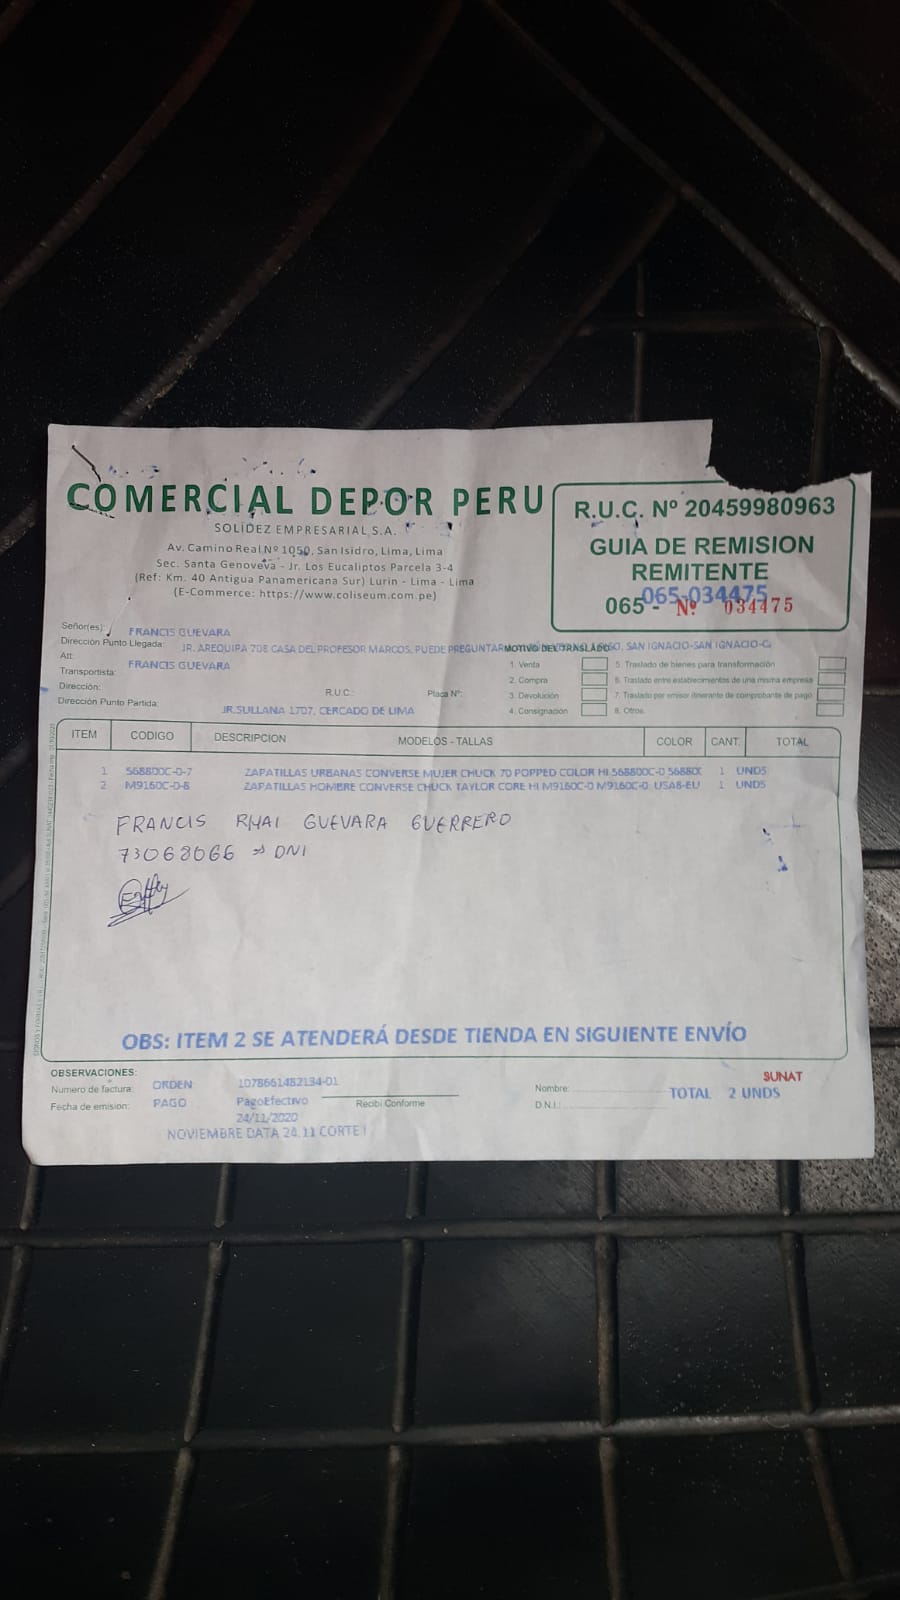 COMERCIAL DEPOR PERU
SOLIDEZ EMPRESARIAL S.A.
Av. Camino Real Nº 1050, San Isidro, Lima, Lima
Sec. Santa Genoveva - Jr. Los Eucaliptos Parcela 3-4
(Ref: Km. 40 Antigua Panamericana Sur) Lurin - Lima - Lima
(E-Commerce: https://www.coliseum.com.pe)
R.U.C. Nº 20459980963
GUIA DE REMISION
REMITENTE
065-034475
065 - Nº 034475
Señor(es): FRANCIS GUEVARA
Dirección Punto Llegada: JR. AREQUIPA 708 CASA DEL PROFESOR MARCOS, PUEDE PREGUNTAR SAN IGNACIO-SAN IGNACIO-C
MOTIVO DEL TRASLADO
Att: FRANCIS GUEVARA
Transportista:
Dirección: R.U.C.: Placa Nº:
Dirección Punto Partida: JR.SULLANA 1707, CERCADO DE LIMA
1. Venta
2. Compra
3. Devolución
4. Consignación
5. Traslado de bienes para transformación
6. Traslado entre establecimientos de una misma empresa
7. Traslado por emisor itinerante de comprobante de pago
8. Otros
ITEM CODIGO DESCRIPCION MODELOS - TALLAS COLOR CANT. TOTAL
1 568800C-0-7 ZAPATILLAS URBANAS CONVERSE MUJER CHUCK 70 POPPED COLOR HI 568800C-0 56880 1 UNDS
2 M9160C-0-8 ZAPATILLAS HOMBRE CONVERSE CHUCK TAYLOR CORE HI M9160C-0 M9160C-0 USA8-EU 1 UNDS
FRANCIS RHAI GUEVARA GUERRERO
73068066 → DNI
OBS: ITEM 2 SE ATENDERÁ DESDE TIENDA EN SIGUIENTE ENVÍO
OBSERVACIONES:
Numero de factura: ORDEN 1078661482134-01
Fecha de emision: PAGO PagoEfectivo
24/11/2020
NOVIEMBRE DATA 24.11 CORTE I
Recibí Conforme
Nombre:
D.N.I.:
SUNAT
TOTAL 2 UNDS